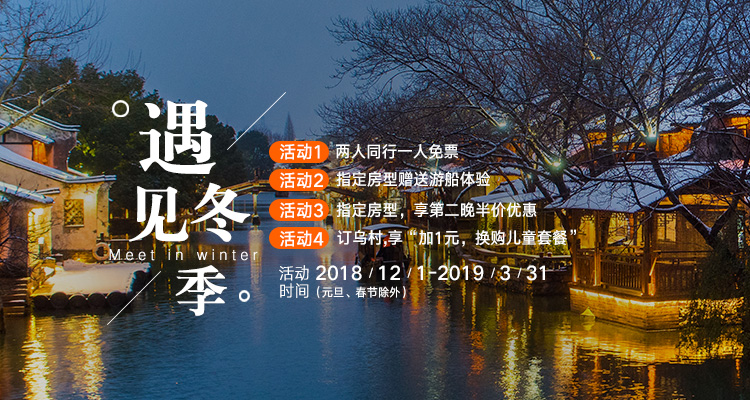 遇见冬季。
Meet in winter
活动1 两人同行一人免票
活动2 指定房型赠送游船体验
活动3 指定房型，享第二晚半价优惠
活动4 订乌村,享“加1元，换购儿童套餐”
活动 2018 / 12 / 1-2019 / 3 / 31
时间 (元旦、春节除外)